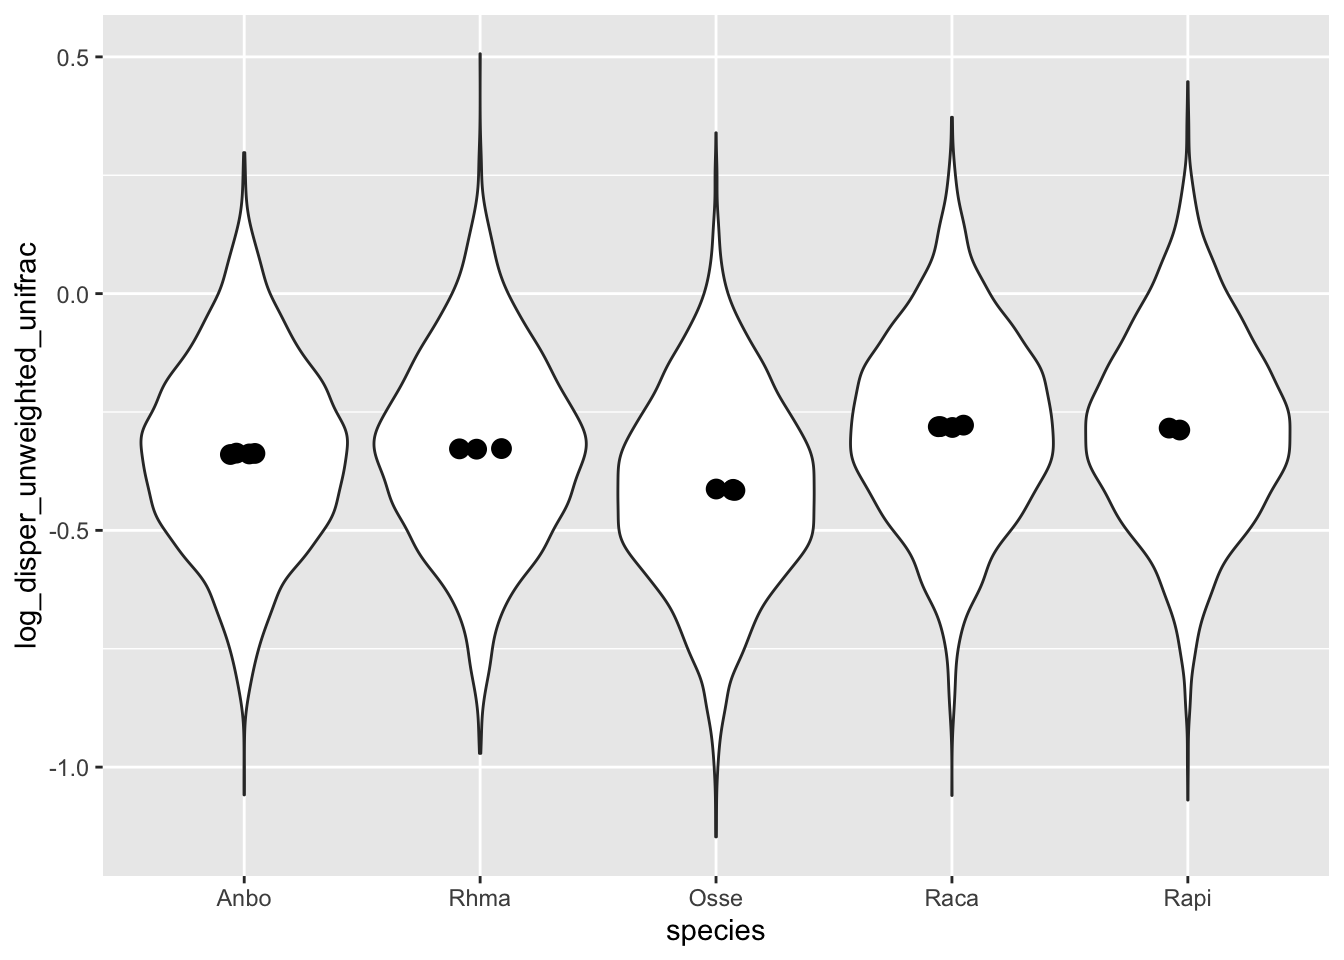 log_disper_unweighted_unifrac
0.5
0.0
-0.5
-1.0
Anbo Rhma Osse Raca Rapi
species